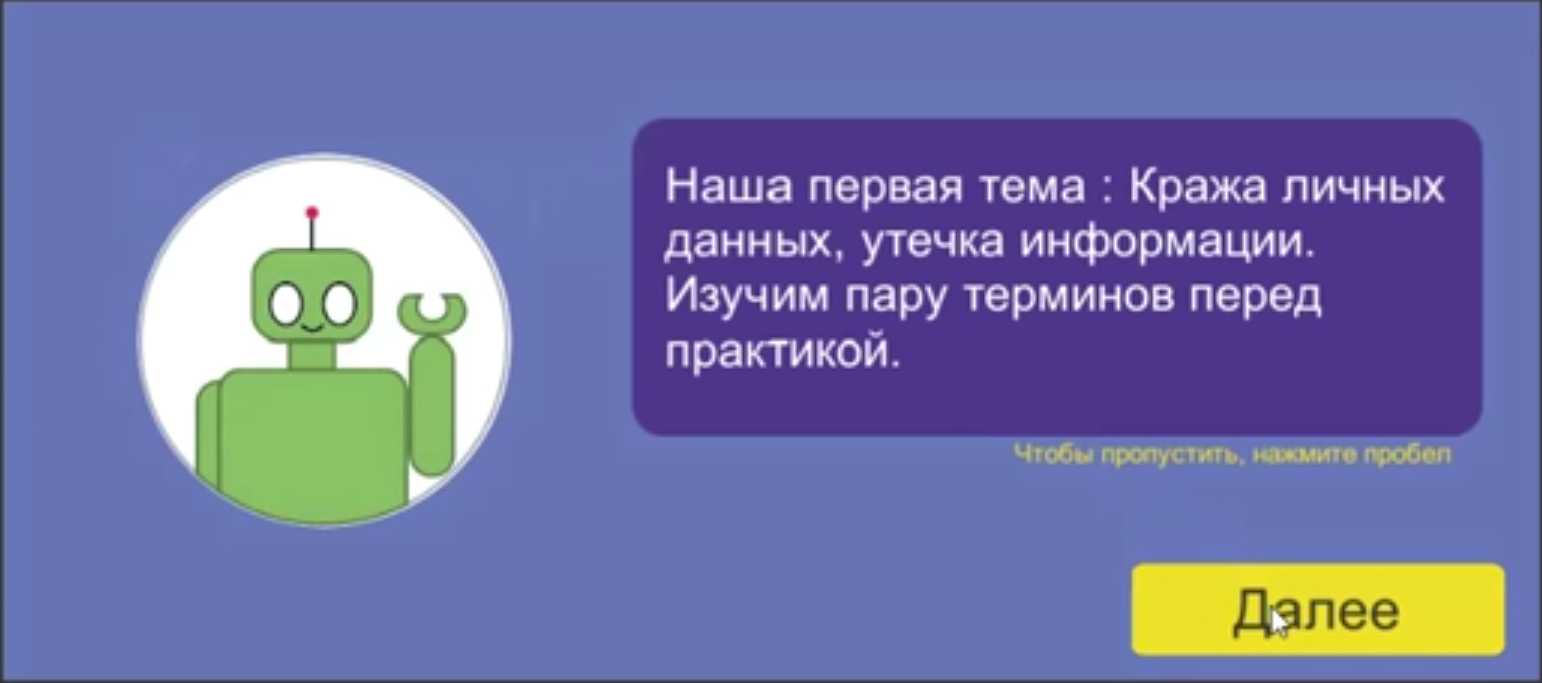 Наша первая тема : Кража личных
данных, утечка информации.
Изучим пару терминов перед
практикой.
Чтобы пропустить, нажмите пробел
Далее